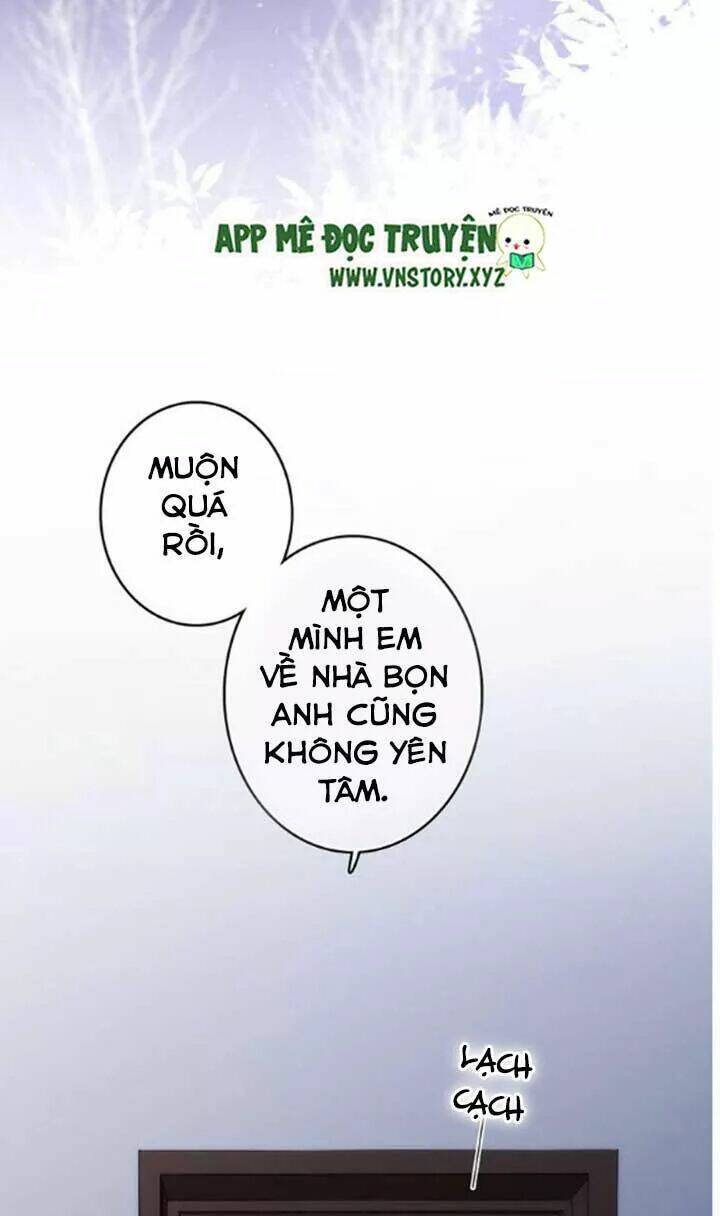 MÊ ĐỌC TRUYỆN
APP MÊ ĐỌC TRUYỆN
WWW.VNSTORY.XYZ
MUỘN
QUÁ
RỒI,
MỘT
MÌNH EM
VỀ NHÀ BỌN
ANH CŨNG
KHÔNG YÊN
TÂM.
LẠCH
CẠCH